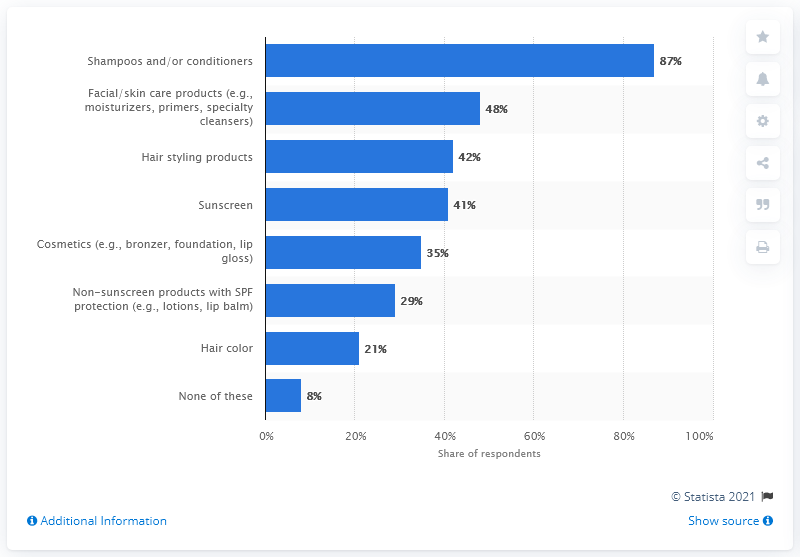 Shampoos and/or conditioners
87%
Facial/skin care products (e.g.,
moisturizers, primers, specialty
cleansers)
48%
Hair styling products
42%
Sunscreen
41%
Cosmetics (e.g., bronzer, foundation, lip
gloss)
35%
Non-sunscreen products with SPF
protection (e.g., lotions, lip balm)
29%
Hair color
21%
None of these
8%
0% 20% 40% 60% 80% 100%
Share of respondents
© Statista 2021
Additional Information
Show source